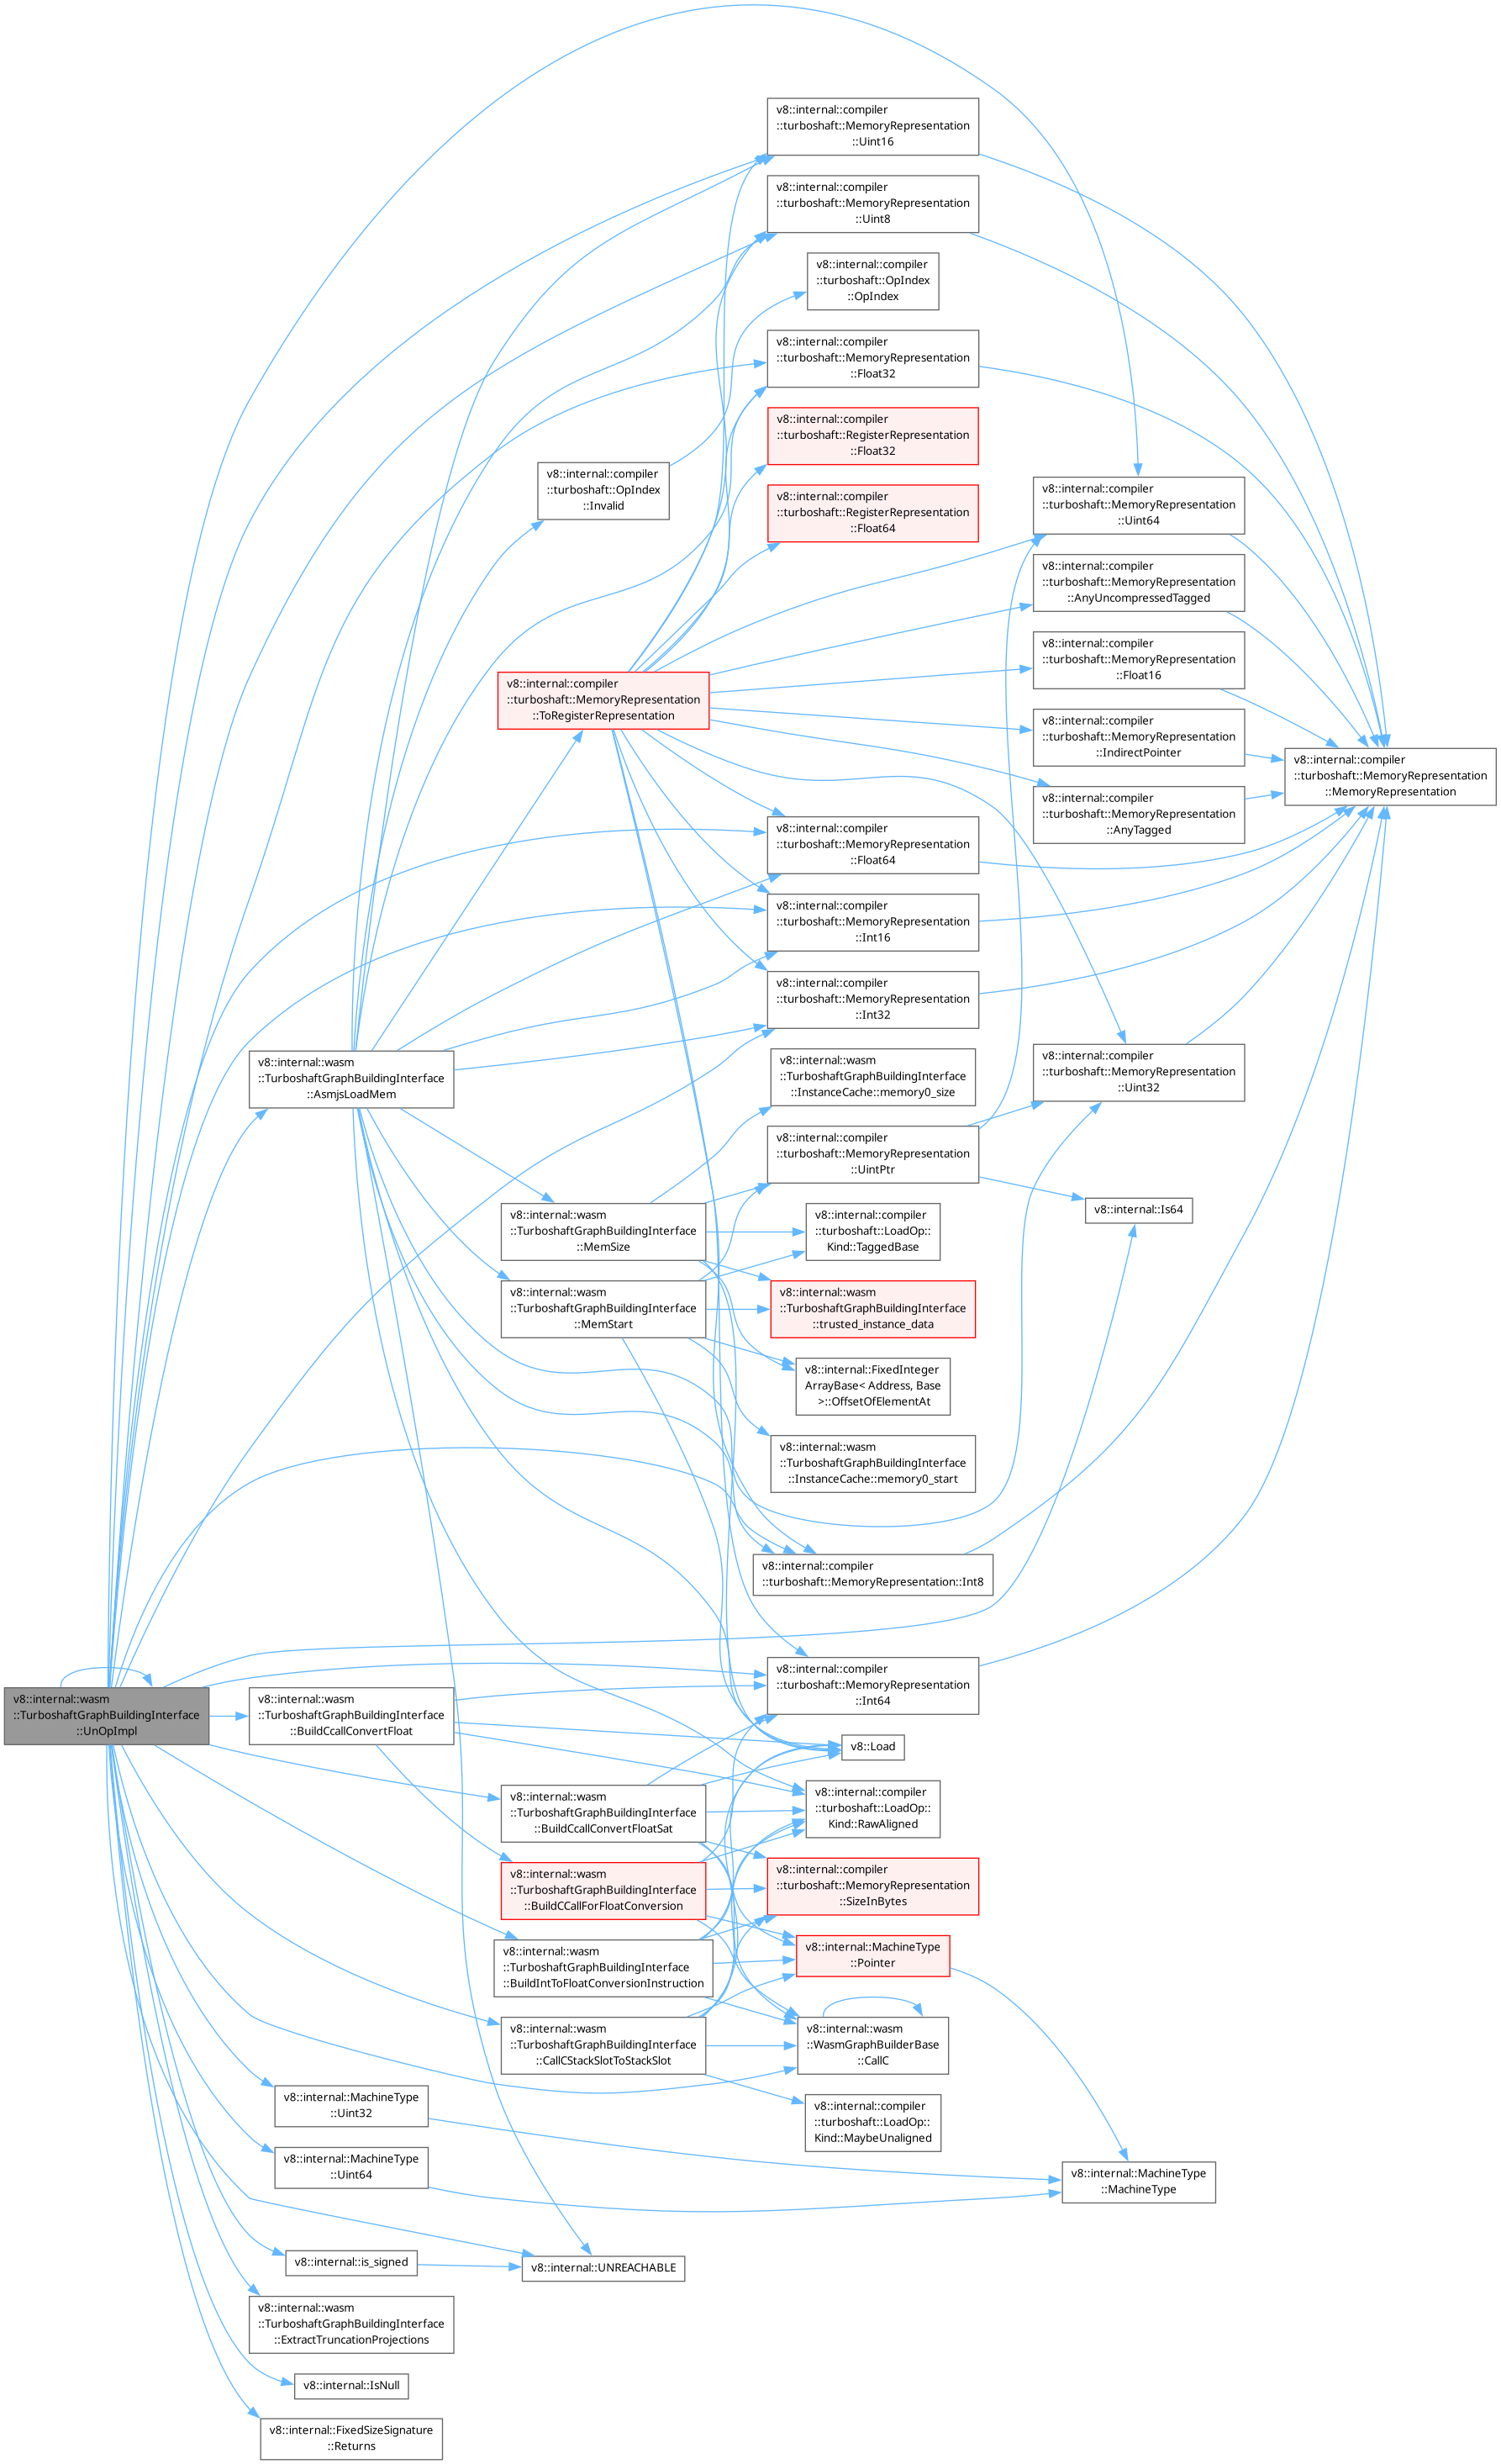 v8::internal::compiler
::turboshaft::MemoryRepresentation
::Uint16
v8::internal::compiler
::turboshaft::MemoryRepresentation
::Uint8
v8::internal::compiler
::turboshaft::OpIndex
::OpIndex
v8::internal::compiler
::turboshaft::MemoryRepresentation
::Float32
v8::internal::compiler
::turboshaft::RegisterRepresentation
::Float32
v8::internal::compiler
::turboshaft::OpIndex
::Invalid
v8::internal::compiler
::turboshaft::RegisterRepresentation
::Float64
v8::internal::compiler
::turboshaft::MemoryRepresentation
::Uint64
v8::internal::compiler
::turboshaft::MemoryRepresentation
::AnyUncompressedTagged
v8::internal::compiler
::turboshaft::MemoryRepresentation
::Float16
v8::internal::compiler
::turboshaft::MemoryRepresentation
::ToRegisterRepresentation
v8::internal::compiler
::turboshaft::MemoryRepresentation
::IndirectPointer
v8::internal::compiler
::turboshaft::MemoryRepresentation
::MemoryRepresentation
v8::internal::compiler
::turboshaft::MemoryRepresentation
::AnyTagged
v8::internal::compiler
::turboshaft::MemoryRepresentation
::Float64
v8::internal::compiler
::turboshaft::MemoryRepresentation
::Int16
v8::internal::compiler
::turboshaft::MemoryRepresentation
::Int32
v8::internal::wasm
::TurboshaftGraphBuildingInterface
::AsmjsLoadMem
v8::internal::wasm
::TurboshaftGraphBuildingInterface
::InstanceCache::memory0_size
v8::internal::compiler
::turboshaft::MemoryRepresentation
::Uint32
v8::internal::compiler
::turboshaft::MemoryRepresentation
::UintPtr
v8::internal::Is64
v8::internal::wasm
::TurboshaftGraphBuildingInterface
::MemSize
v8::internal::compiler
::turboshaft::LoadOp::
Kind::TaggedBase
v8::internal::wasm
::TurboshaftGraphBuildingInterface
::MemStart
v8::internal::wasm
::TurboshaftGraphBuildingInterface
::trusted_instance_data
v8::internal::FixedInteger
ArrayBase< Address, Base
>::OffsetOfElementAt
v8::internal::wasm
::TurboshaftGraphBuildingInterface
::InstanceCache::memory0_start
v8::internal::compiler
::turboshaft::MemoryRepresentation::Int8
v8::internal::wasm
::TurboshaftGraphBuildingInterface
::UnOpImpl
v8::internal::wasm
::TurboshaftGraphBuildingInterface
::BuildCcallConvertFloat
v8::internal::compiler
::turboshaft::MemoryRepresentation
::Int64
v8::Load
v8::internal::wasm
::TurboshaftGraphBuildingInterface
::BuildCcallConvertFloatSat
v8::internal::compiler
::turboshaft::LoadOp::
Kind::RawAligned
v8::internal::wasm
::TurboshaftGraphBuildingInterface
::BuildCCallForFloatConversion
v8::internal::compiler
::turboshaft::MemoryRepresentation
::SizeInBytes
v8::internal::wasm
::TurboshaftGraphBuildingInterface
::BuildIntToFloatConversionInstruction
v8::internal::MachineType
::Pointer
v8::internal::wasm
::TurboshaftGraphBuildingInterface
::CallCStackSlotToStackSlot
v8::internal::wasm
::WasmGraphBuilderBase
::CallC
v8::internal::MachineType
::Uint32
v8::internal::compiler
::turboshaft::LoadOp::
Kind::MaybeUnaligned
v8::internal::MachineType
::Uint64
v8::internal::MachineType
::MachineType
v8::internal::is_signed
v8::internal::UNREACHABLE
v8::internal::wasm
::TurboshaftGraphBuildingInterface
::ExtractTruncationProjections
v8::internal::IsNull
v8::internal::FixedSizeSignature
::Returns